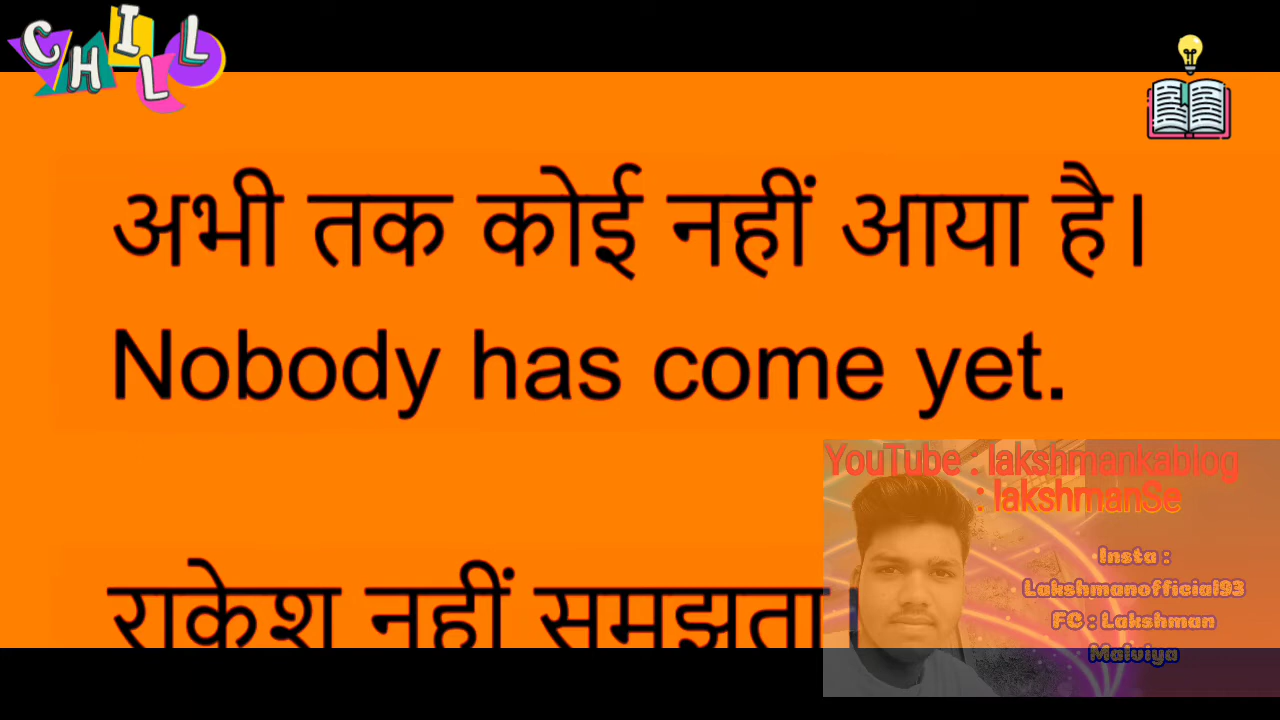 CHILL
अभी तक कोई नहीं आया है।
Nobody has come yet.
YouTube : lakshmankablog
: lakshmanSe
Insta :
Lakshmanofficial93
FC : Lakshman
Malviya
राकेश नहीं समझता